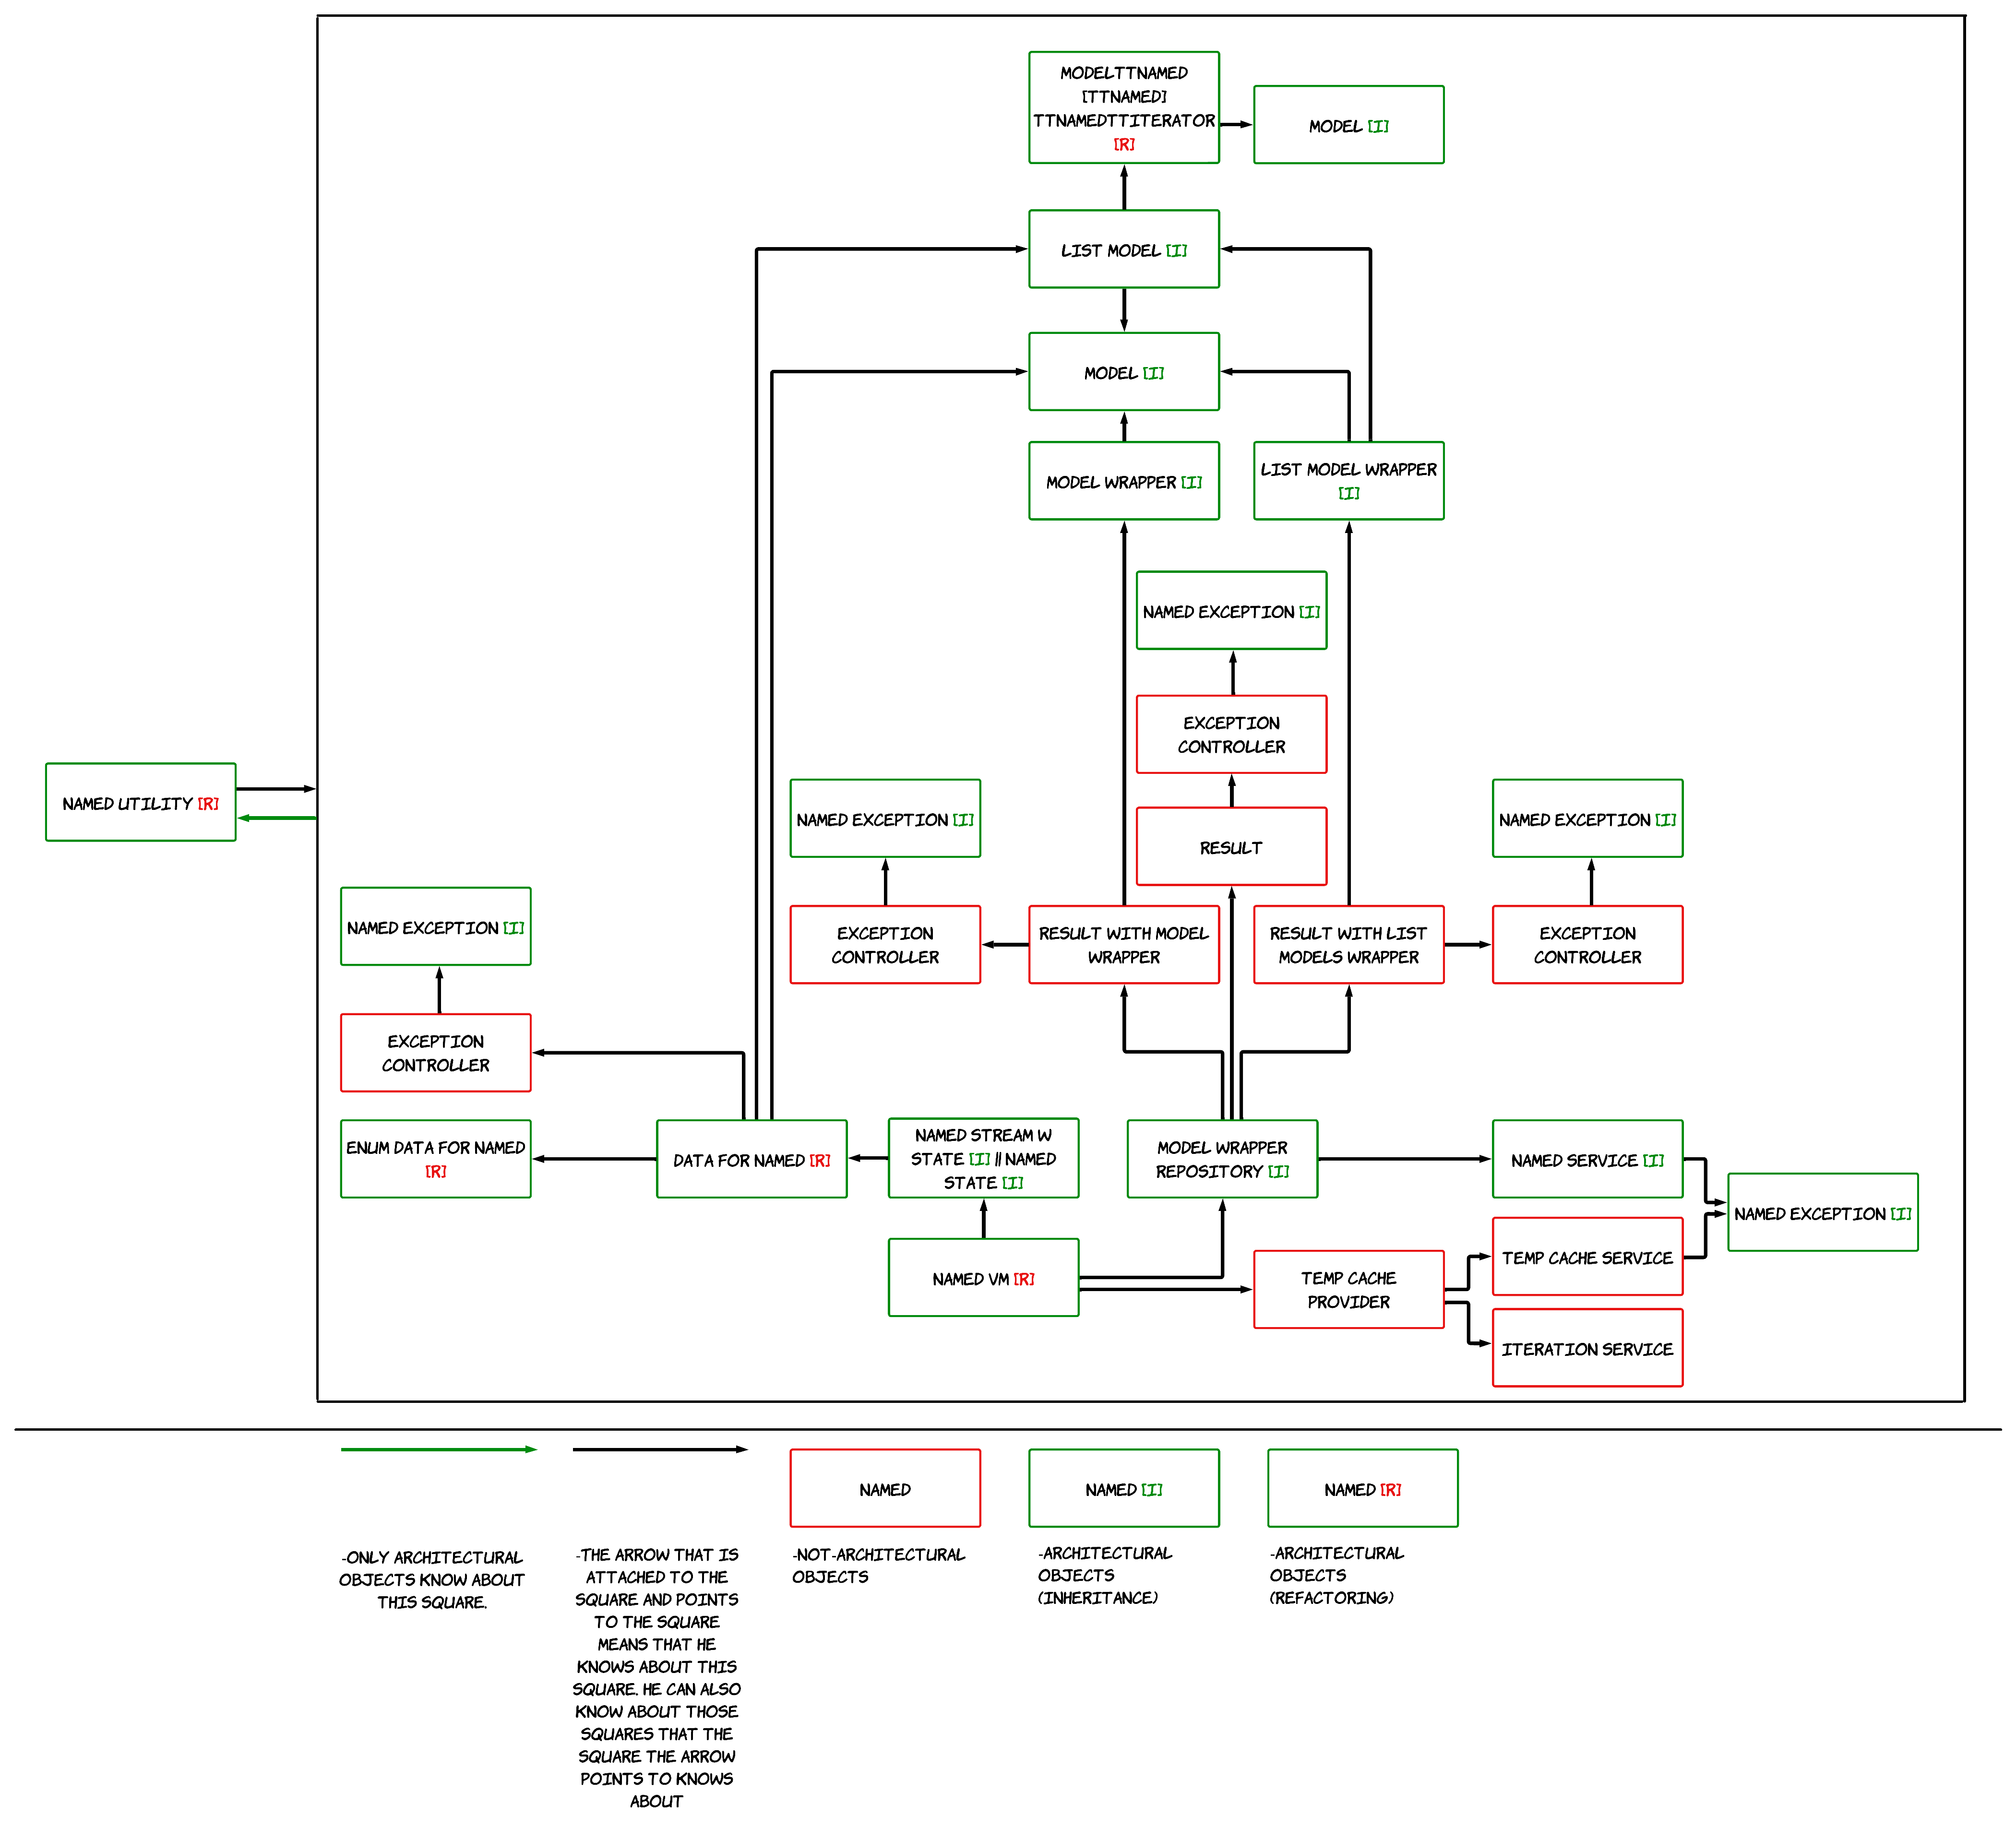 MODELTTNAMED
[TTNAMED]
TTNAMEDTTITERATOR
[R]
MODEL [I]
LIST MODEL [I]
MODEL [I]
MODEL WRAPPER [I]
LIST MODEL WRAPPER
[I]
NAMED EXCEPTION [I]
EXCEPTION
CONTROLLER
NAMED UTILITY [R]
NAMED EXCEPTION [I]
RESULT
NAMED EXCEPTION [I]
NAMED EXCEPTION [I]
EXCEPTION
CONTROLLER
RESULT WITH MODEL
WRAPPER
RESULT WITH LIST
MODELS WRAPPER
EXCEPTION
CONTROLLER
EXCEPTION
CONTROLLER
ENUM DATA FOR NAMED
[R]
DATA FOR NAMED [R]
NAMED STREAM W
STATE [I] // NAMED
STATE [I]
MODEL WRAPPER
REPOSITORY [I]
NAMED SERVICE [I]
NAMED EXCEPTION [I]
NAMED VM [R]
TEMP CACHE
PROVIDER
TEMP CACHE SERVICE
ITERATION SERVICE
NAMED
NAMED [I]
NAMED [R]
-ONLY ARCHITECTURAL
OBJECTS KNOW ABOUT
THIS SQUARE.
-THE ARROW THAT IS
ATTACHED TO THE
SQUARE AND POINTS
TO THE SQUARE
MEANS THAT HE
KNOWS ABOUT THIS
SQUARE. HE CAN ALSO
KNOW ABOUT THOSE
SQUARES THAT THE
SQUARE THE ARROW
POINTS TO KNOWS
ABOUT
-NOT-ARCHITECTURAL
OBJECTS
-ARCHITECTURAL
OBJECTS
(INHERITANCE)
-ARCHITECTURAL
OBJECTS
(REFACTORING)